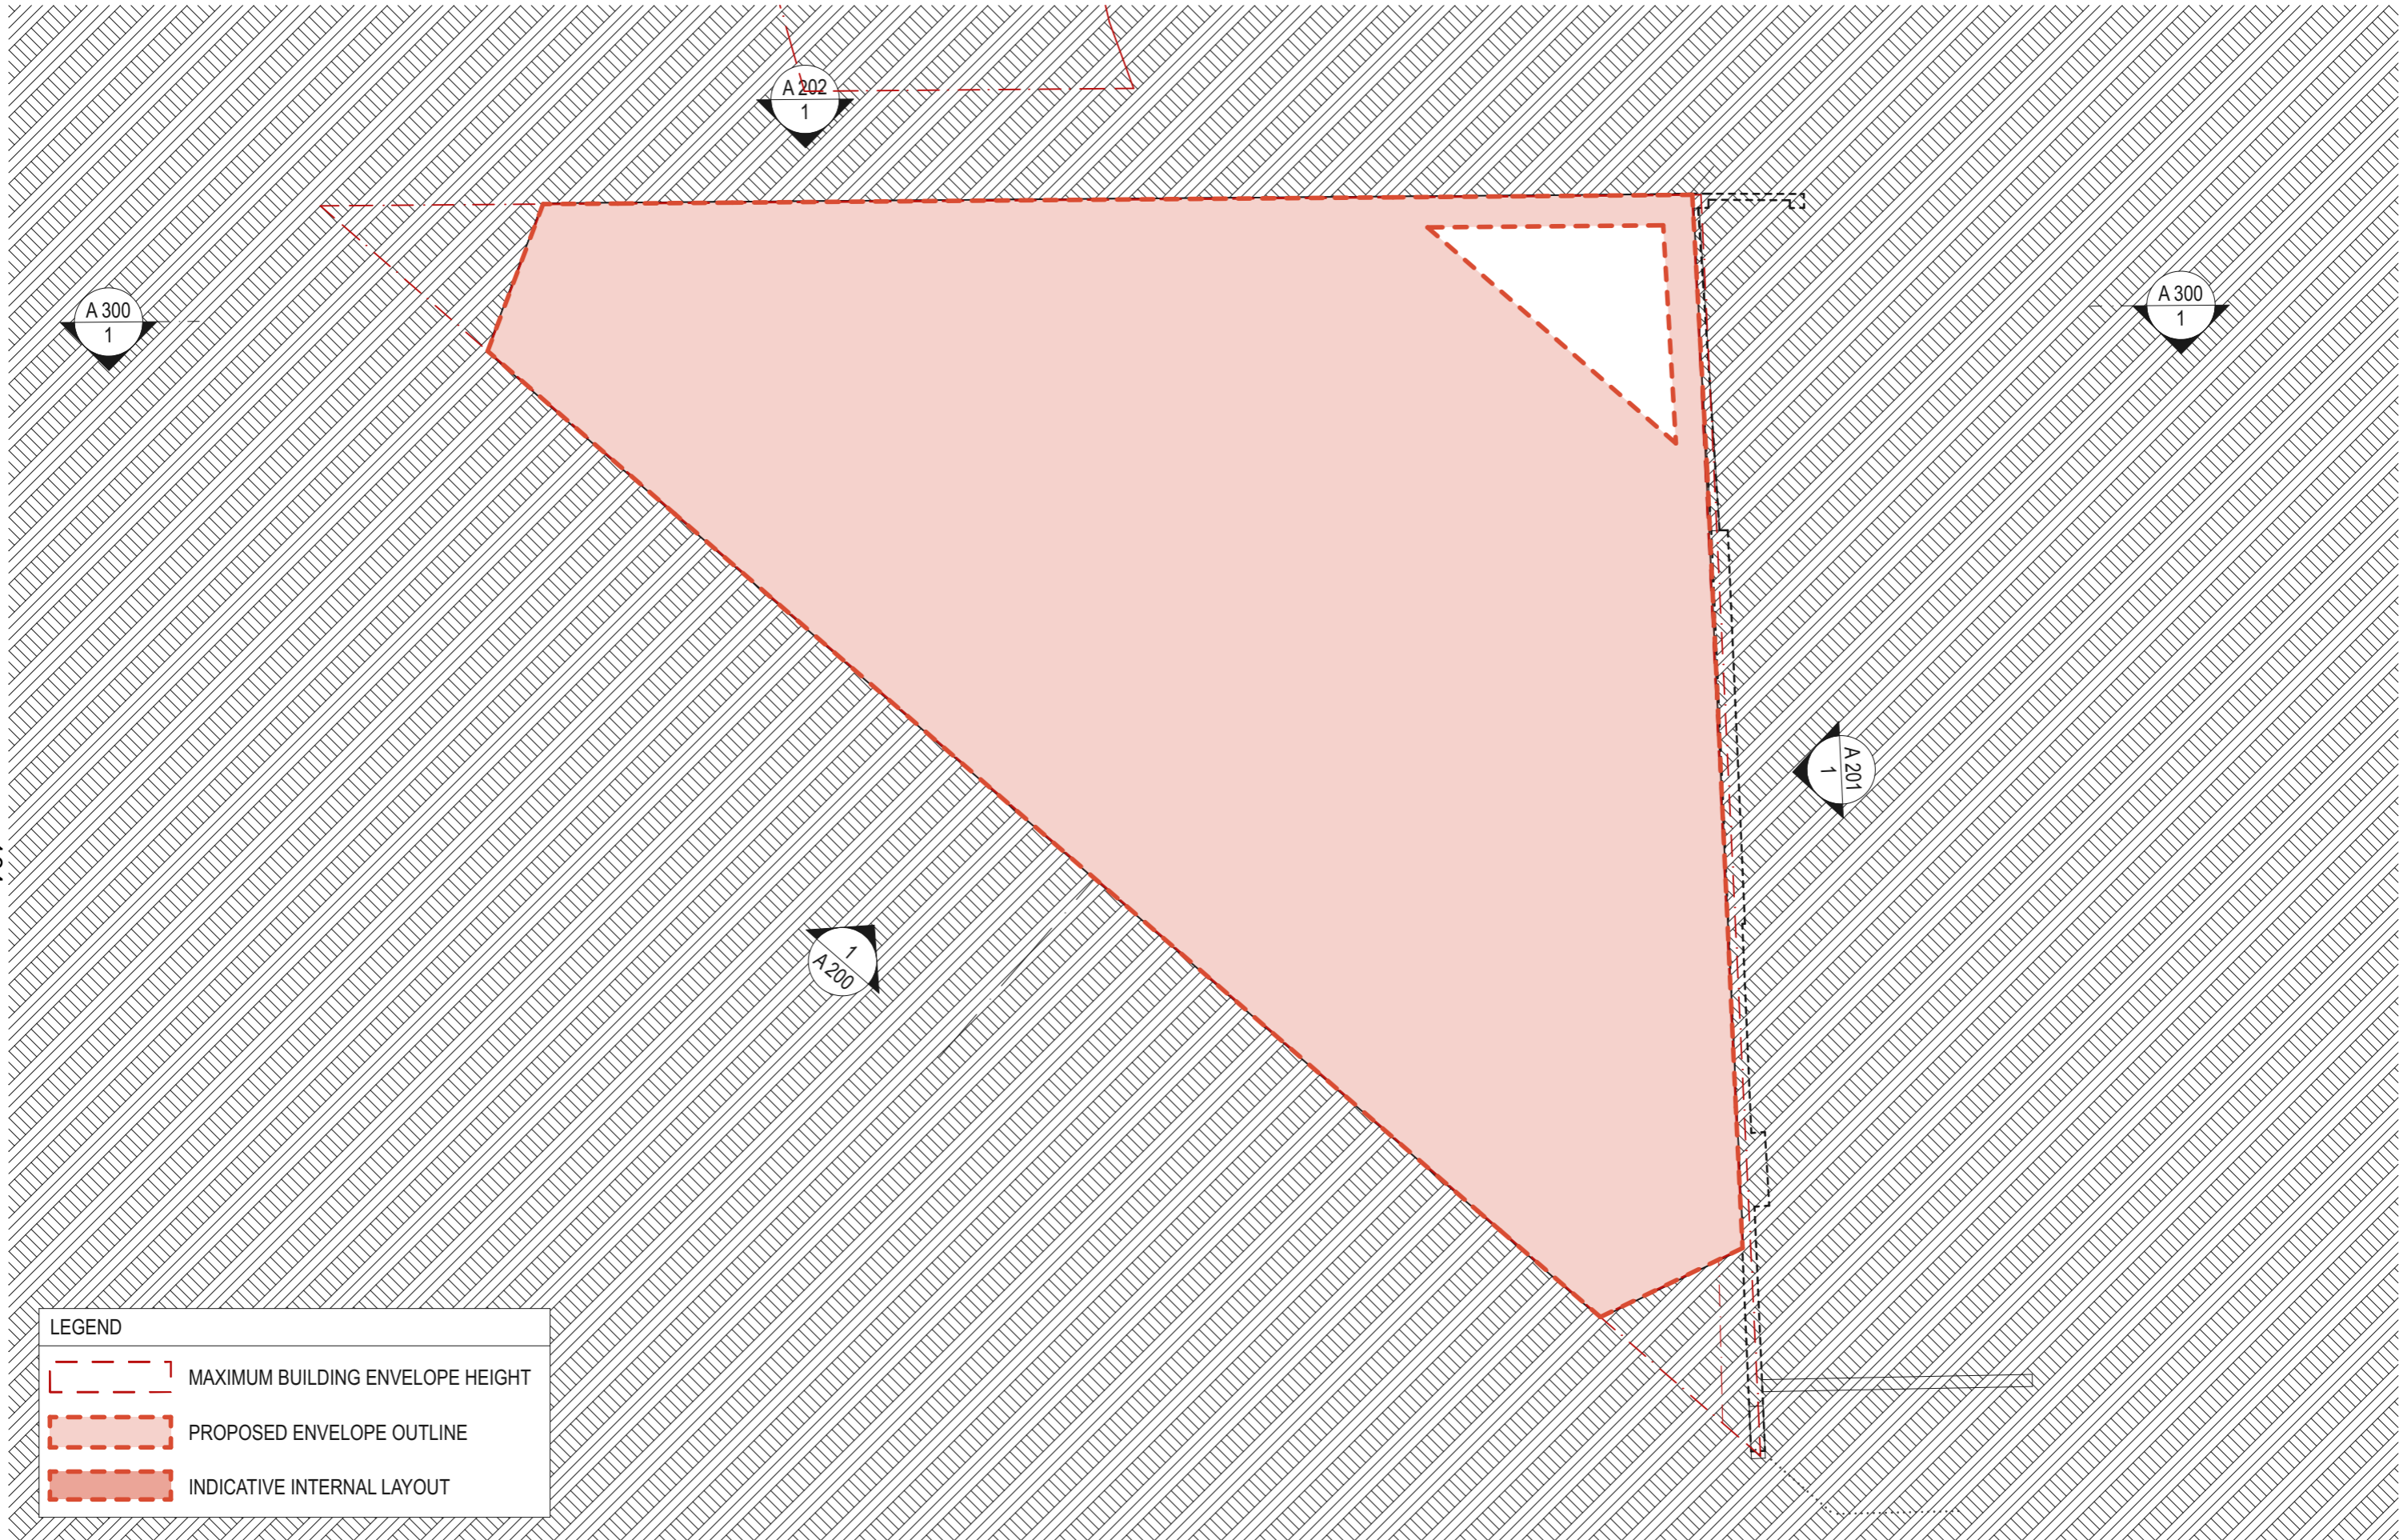 A 202
1
A 300
1
A 300
1
A 201
1
1
A 200
LEGEND
MAXIMUM BUILDING ENVELOPE HEIGHT
PROPOSED ENVELOPE OUTLINE
INDICATIVE INTERNAL LAYOUT